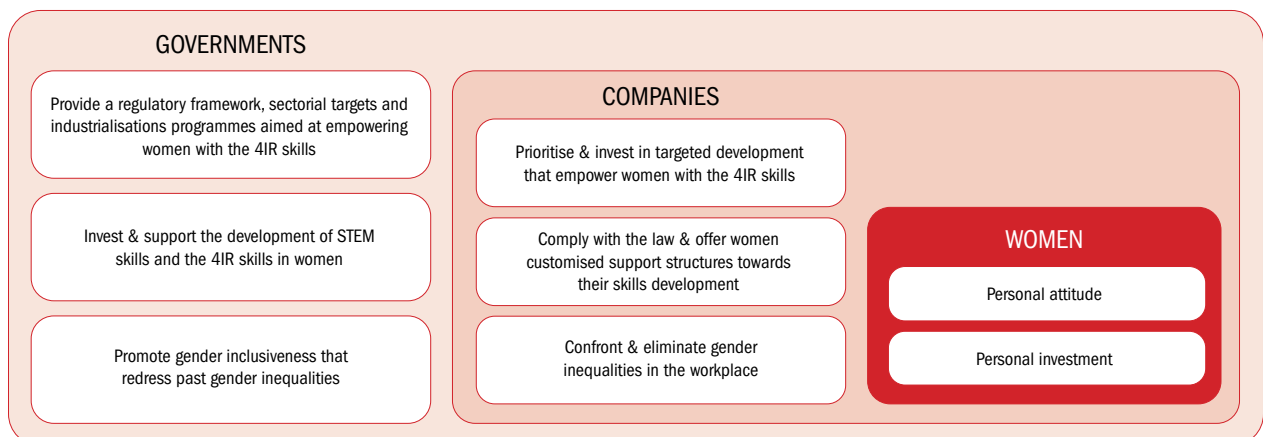 GOVERNMENTS
Provide a regulatory framework, sectorial targets and
industrialisations programmes aimed at empowering
women with the 4IR skills
Invest & support the development of STEM
skills and the 4IR skills in women
Promote gender inclusiveness that
redress past gender inequalities
COMPANIES
Prioritise & invest in targeted development
that empower women with the 4IR skills
Comply with the law & offer women
customised support structures towards
their skills development
Confront & eliminate gender
inequalities in the workplace
WOMEN
Personal attitude
Personal investment